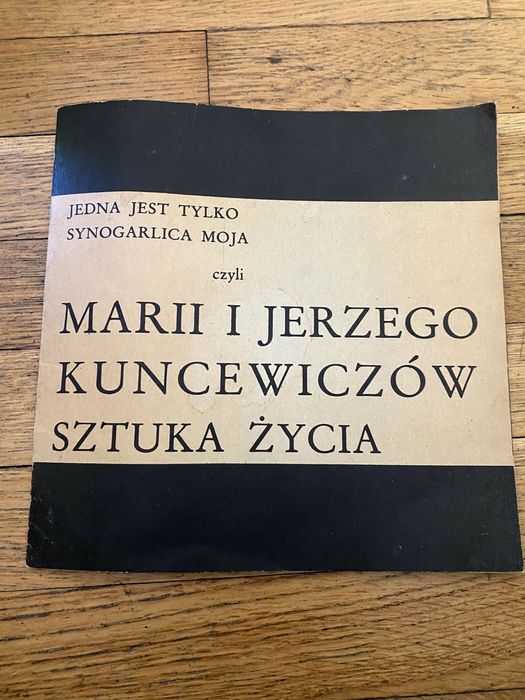 JEDNA JEST TYLKO
SYNOGARLICA MOJA
czyli
MARII I JERZEGO
KUNCEWICZÓW
SZTUKA ŻYCIA